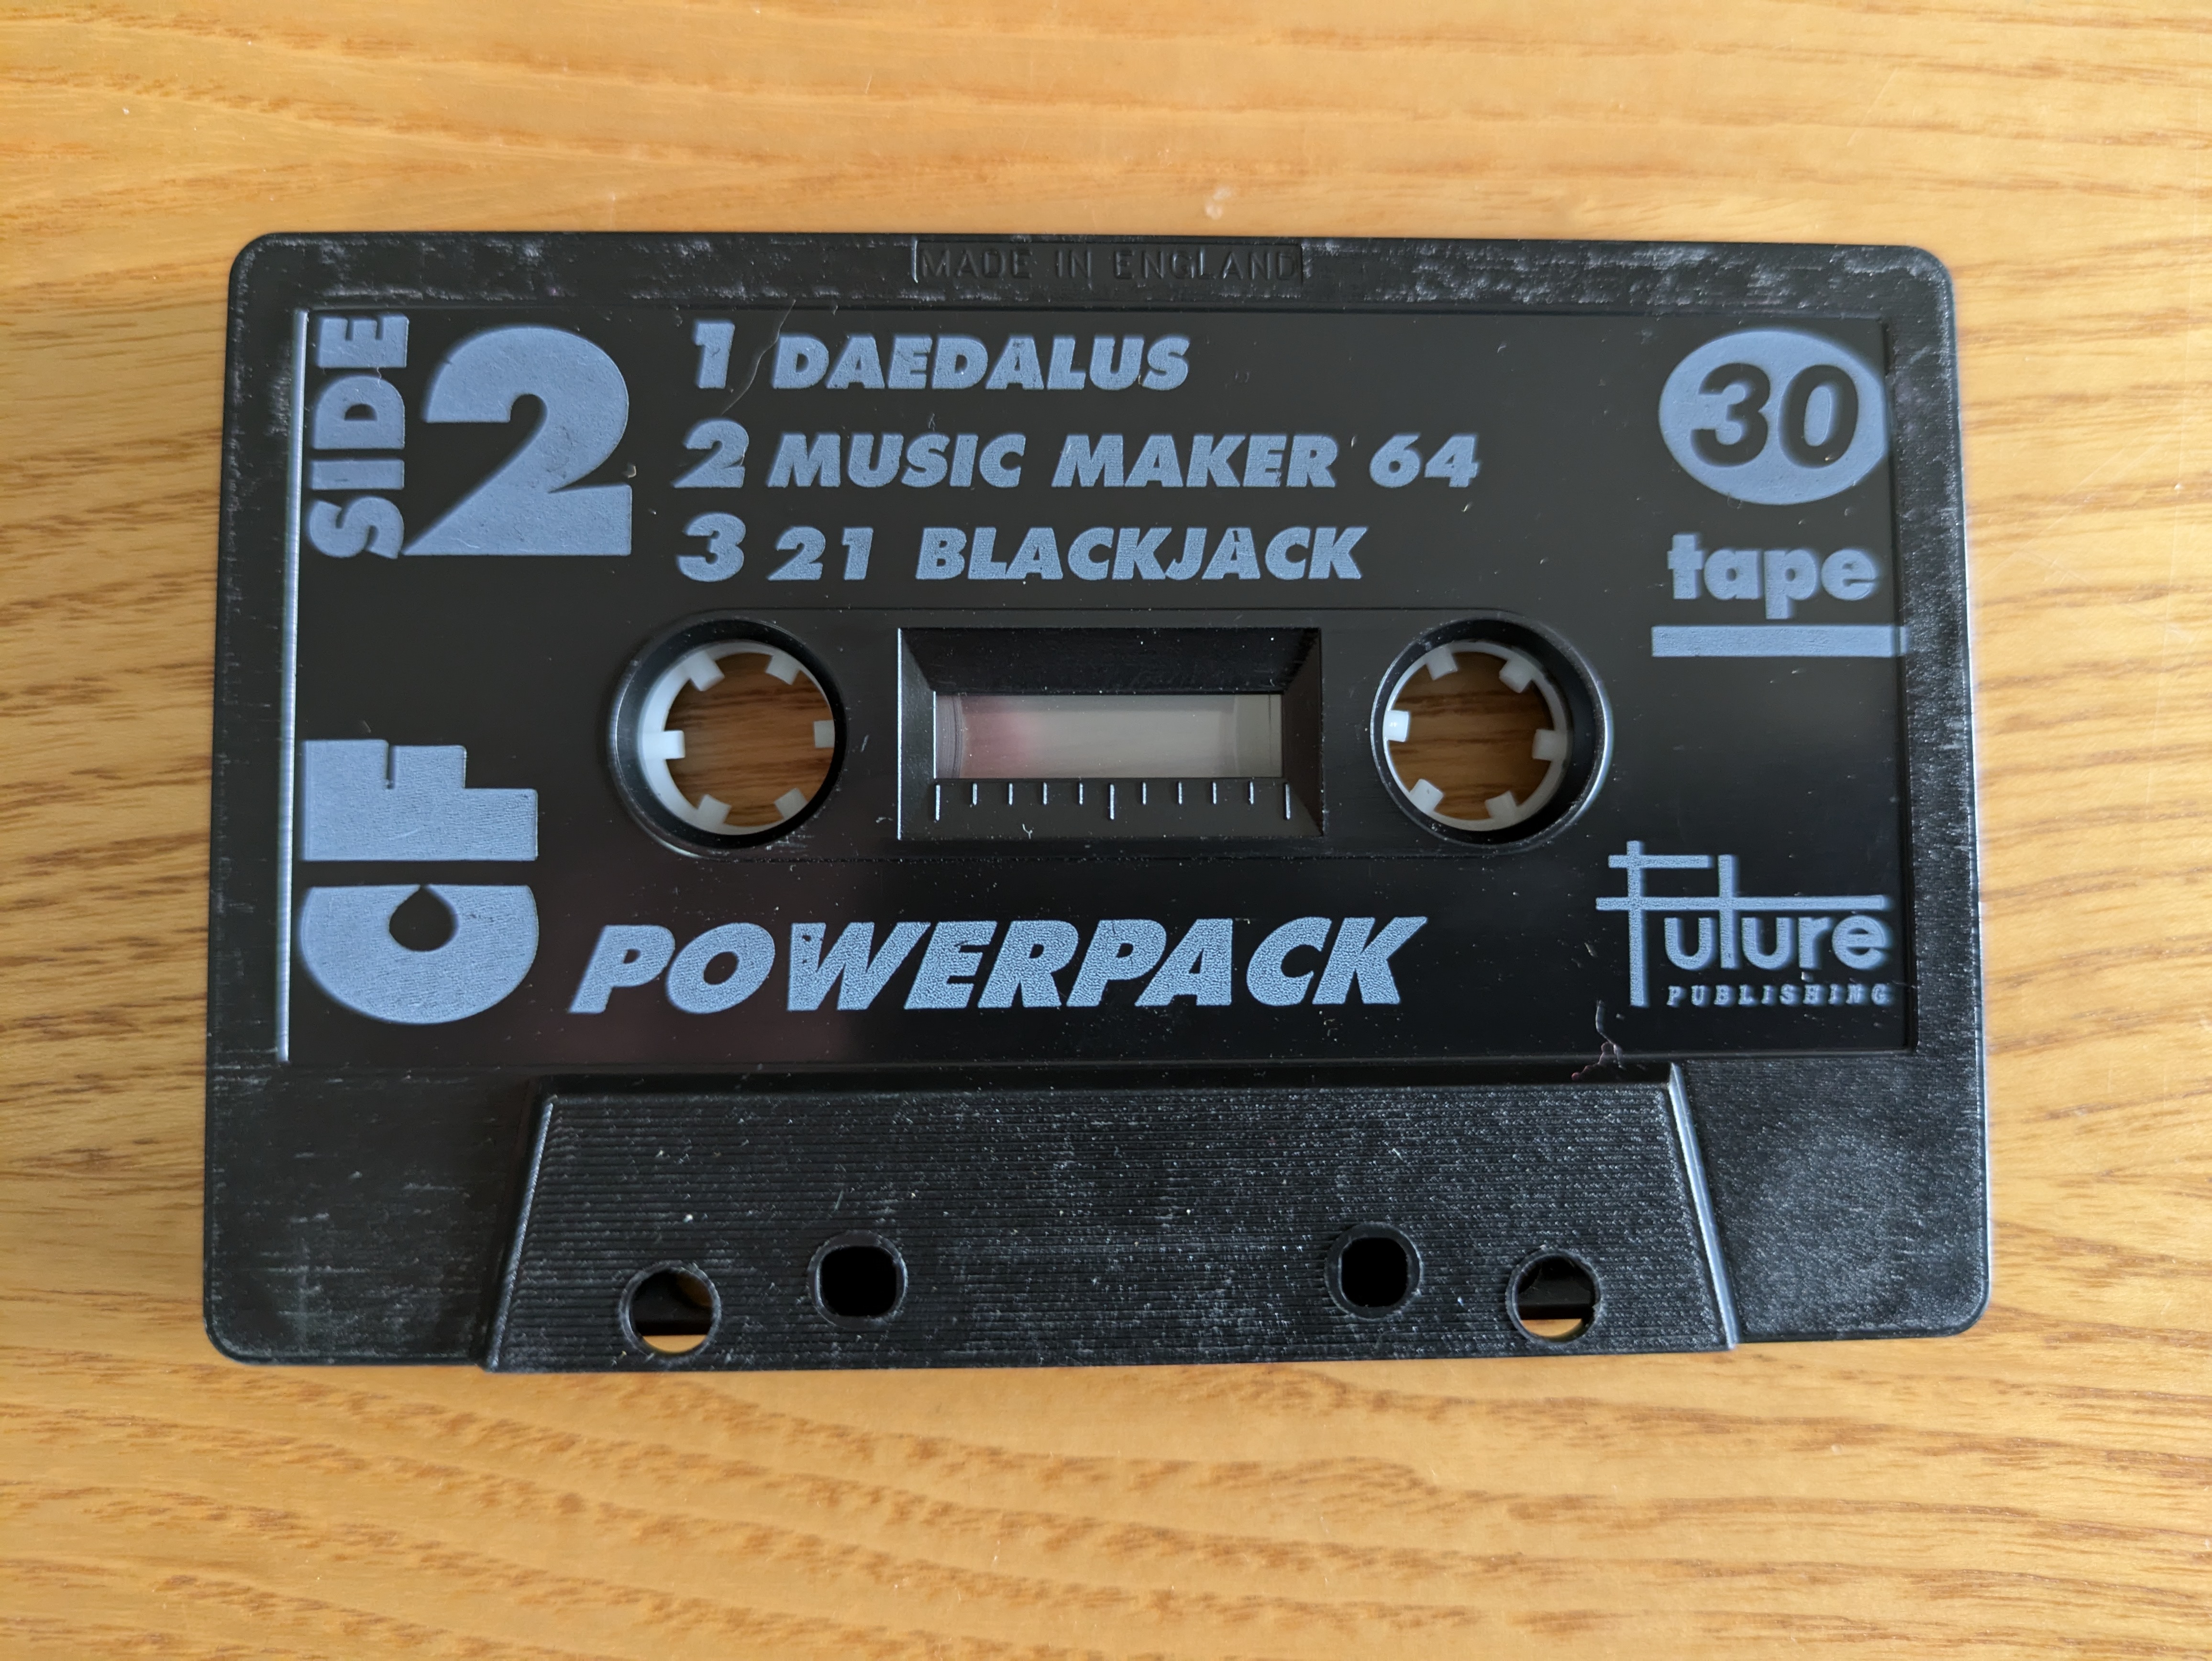 MADE IN ENGLAND
SIDE 2
1 DAEDALUS
2 MUSIC MAKER 64
3 21 BLACKJACK
30
tape
CF
POWERPACK
Future
PUBLISHING